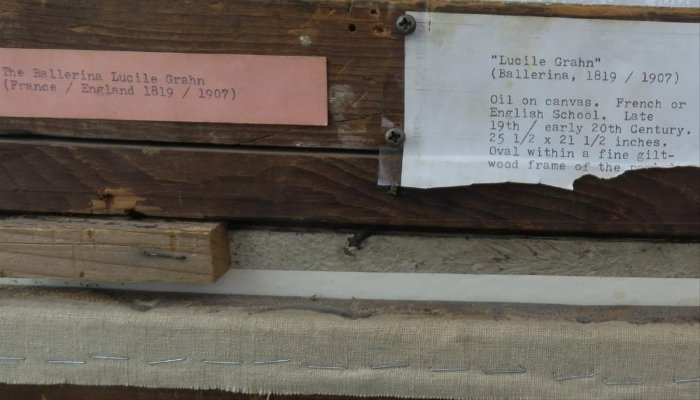 The Ballerina Lucile Grahn
(France / England 1819 / 1907)
"Lucile Grahn"
(Ballerina, 1819 / 1907)
Oil on canvas. French or
English School. Late
19th / early 20th Century.
25 1/2 x 21 1/2 inches.
Oval within a fine gilt-
wood frame of the